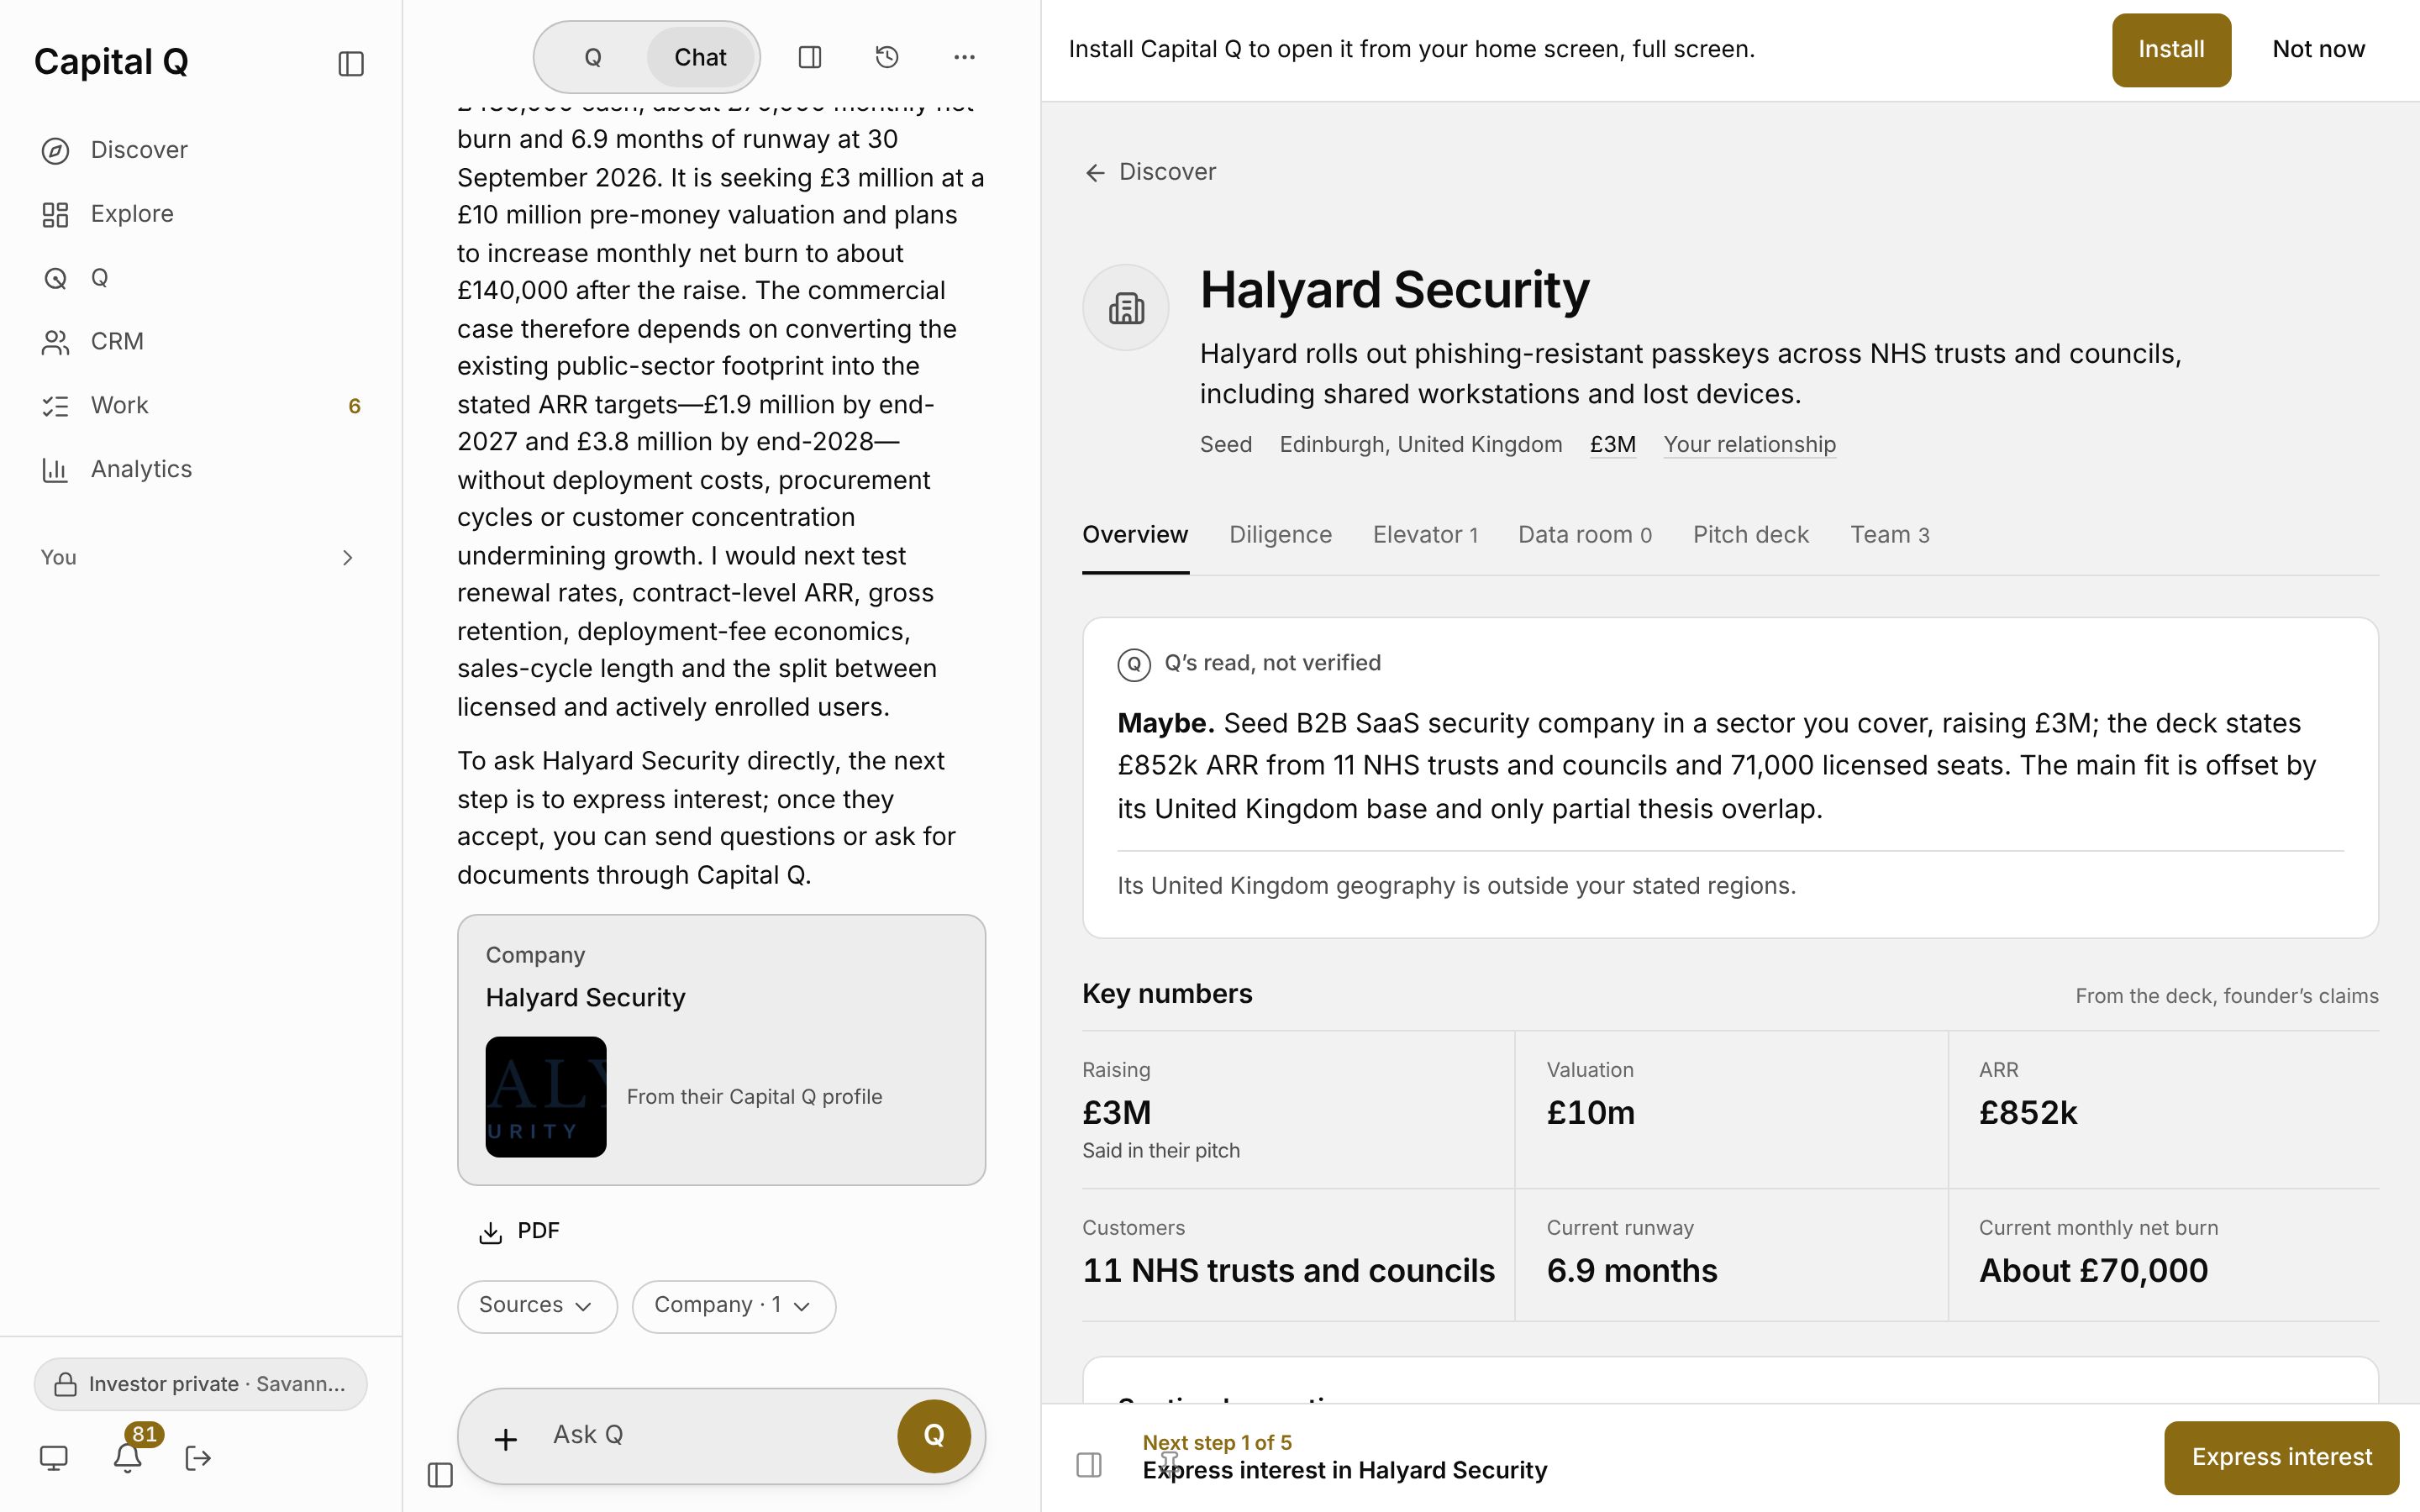 Capital Q
Discover
Explore
Q
CRM
Work 6
Analytics
You
Investor private · Savann...
81
Q Chat
burn and 6.9 months of runway at 30
September 2026. It is seeking £3 million at a
£10 million pre-money valuation and plans
to increase monthly net burn to about
£140,000 after the raise. The commercial
case therefore depends on converting the
existing public-sector footprint into the
stated ARR targets—£1.9 million by end-
2027 and £3.8 million by end-2028—
without deployment costs, procurement
cycles or customer concentration
undermining growth. I would next test
renewal rates, contract-level ARR, gross
retention, deployment-fee economics,
sales-cycle length and the split between
licensed and actively enrolled users.
To ask Halyard Security directly, the next
step is to express interest; once they
accept, you can send questions or ask for
documents through Capital Q.
Company
Halyard Security
ALY
URITY
From their Capital Q profile
PDF
Sources
Company · 1
Ask Q
Q
Install Capital Q to open it from your home screen, full screen.
Install
Not now
Discover
Halyard Security
Halyard rolls out phishing-resistant passkeys across NHS trusts and councils,
including shared workstations and lost devices.
Seed Edinburgh, United Kingdom £3M Your relationship
Overview Diligence Elevator 1 Data room 0 Pitch deck Team 3
Q Q’s read, not verified
Maybe. Seed B2B SaaS security company in a sector you cover, raising £3M; the deck states
£852k ARR from 11 NHS trusts and councils and 71,000 licensed seats. The main fit is offset by
its United Kingdom base and only partial thesis overlap.
Its United Kingdom geography is outside your stated regions.
Key numbers
From the deck, founder’s claims
Raising
£3M
Said in their pitch
Valuation
£10m
ARR
£852k
Customers
11 NHS trusts and councils
Current runway
6.9 months
Current monthly net burn
About £70,000
Next step 1 of 5
Express interest in Halyard Security
Express interest